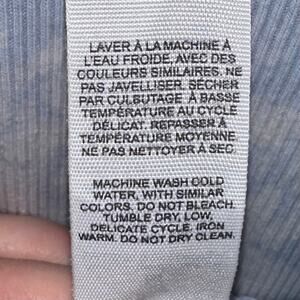 LAVER À LA MACHINE À
L'EAU FROIDE, AVEC DES
COULEURS SIMILAIRES. NE
PAS JAVELLISER. SÉCHER
PAR CULBUTAGE À BASSE
TEMPÉRATURE AU CYCLE
DÉLICAT. REPASSER À
TEMPÉRATURE MOYENNE
NE PAS NETTOYER À SEC
MACHINE WASH COLD
WATER, WITH SIMILAR
COLORS. DO NOT BLEACH.
TUMBLE DRY, LOW,
DELICATE CYCLE. IRON
WARM. DO NOT DRY CLEAN.